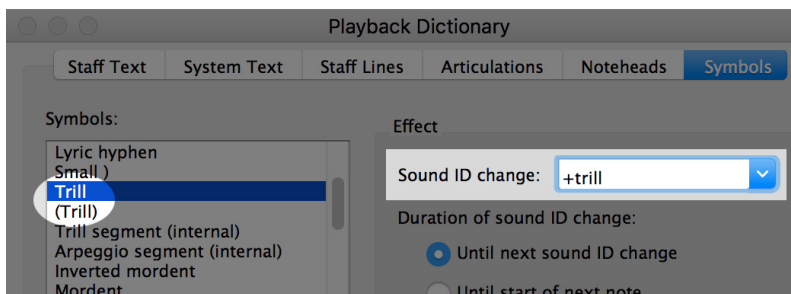 Playback Dictionary
Staff Text System Text Staff Lines Articulations Noteheads Symbols
Symbols:
Effect
Lyric hyphen
Small )
Trill
(Trill)
Trill segment (internal)
Arpeggio segment (internal)
Inverted mordent
Mordent
Sound ID change: +trill
Duration of sound ID change:
Until next sound ID change
Until start of next note